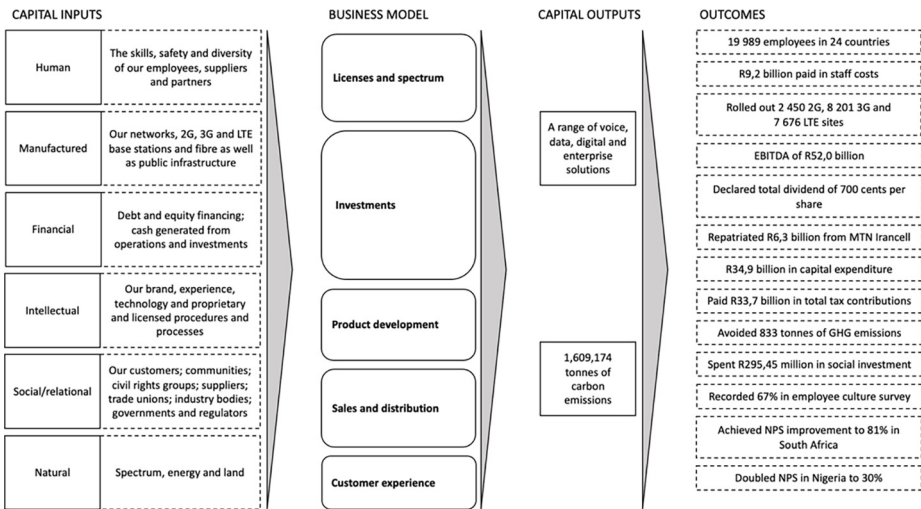 CAPITAL INPUTS
BUSINESS MODEL
CAPITAL OUTPUTS
OUTCOMES
Human
The skills, safety and diversity
of our employees, suppliers
and partners
Manufactured
Our networks, 2G, 3G and LTE
base stations and fibre as well
as public infrastructure
Financial
Debt and equity financing;
cash generated from
operations and investments
Intellectual
Our brand, experience,
technology and proprietary
and licensed procedures and
processes
Social/relational
Our customers; communities;
civil rights groups; suppliers;
trade unions; industry bodies;
governments and regulators
Natural
Spectrum, energy and land
Licenses and spectrum
Investments
Product development
Sales and distribution
Customer experience
A range of voice,
data, digital and
enterprise
solutions
1,609,174
tonnes of
carbon
emissions
19 989 employees in 24 countries
R9,2 billion paid in staff costs
Rolled out 2 450 2G, 8 201 3G and
7 676 LTE sites
EBITDA of R52,0 billion
Declared total dividend of 700 cents per
share
Repatriated R6,3 billion from MTN Irancell
R34,9 billion in capital expenditure
Paid R33,7 billion in total tax contributions
Avoided 833 tonnes of GHG emissions
Spent R295,45 million in social investment
Recorded 67% in employee culture survey
Achieved NPS improvement to 81% in
South Africa
Doubled NPS in Nigeria to 30%